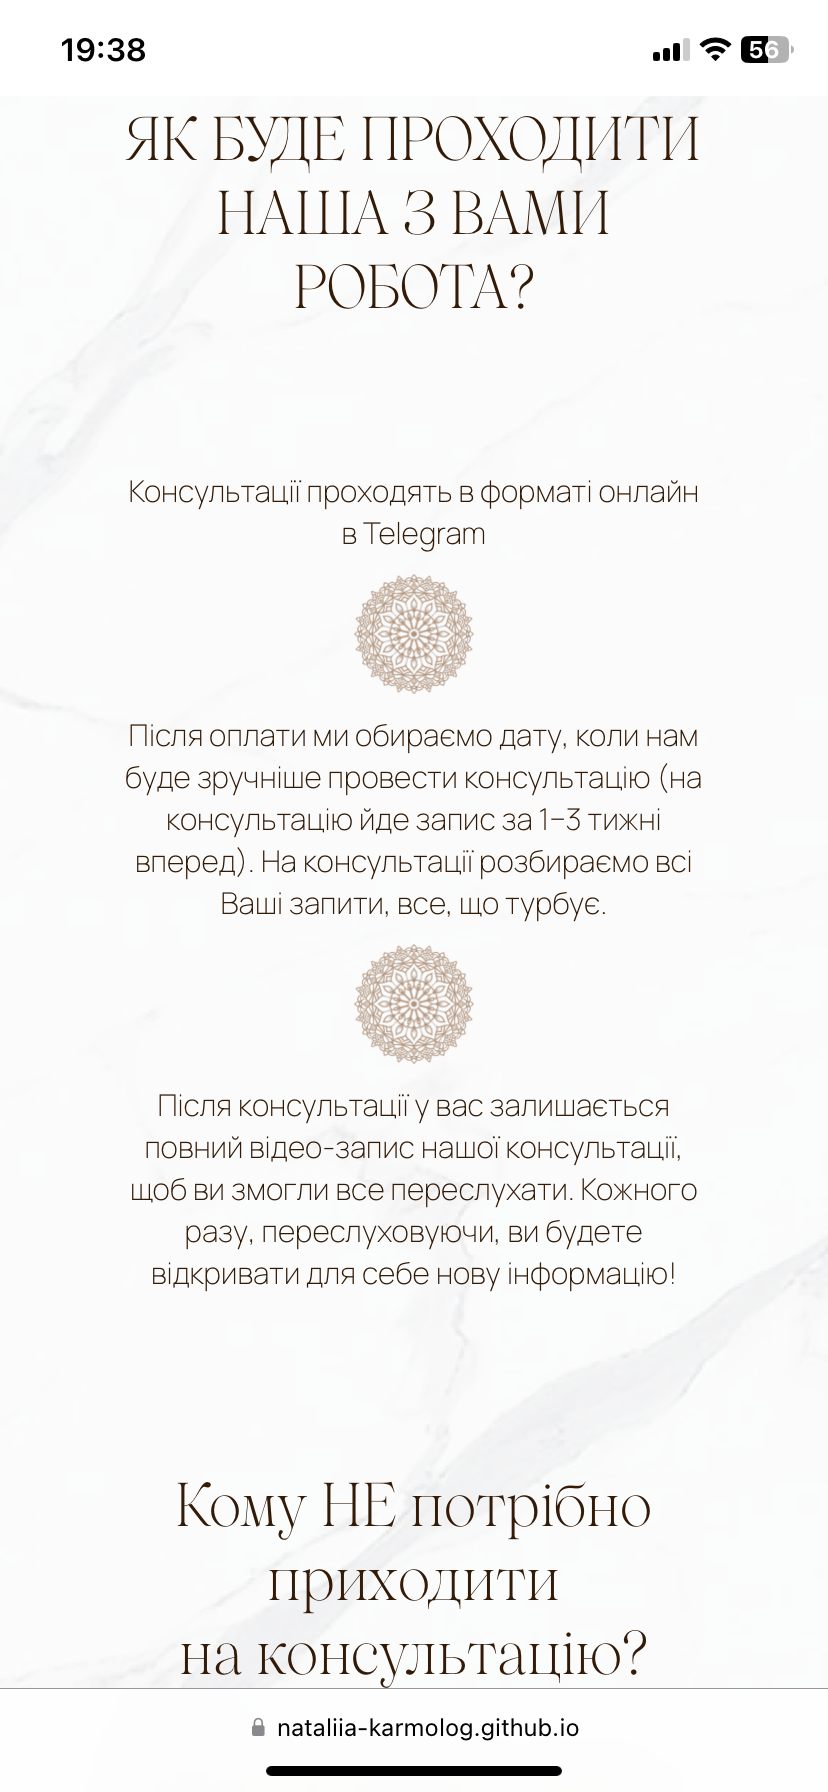 19:38
56
ЯК БУДЕ ПРОХОДИТИ
НАША З ВАМИ
РОБОТА?
Консультації проходять в форматі онлайн
в Telegram
Після оплати ми обираємо дату, коли нам
буде зручніше провести консультацію (на
консультацію йде запис за 1–3 тижні
вперед). На консультації розбираємо всі
Ваші запити, все, що турбує.
Після консультації у вас залишається
повний відео-запис нашої консультації,
щоб ви змогли все переслухати. Кожного
разу, переслуховуючи, ви будете
відкривати для себе нову інформацію!
Кому НЕ потрібно
приходити
на консультацію?
nataliia-karmolog.github.io